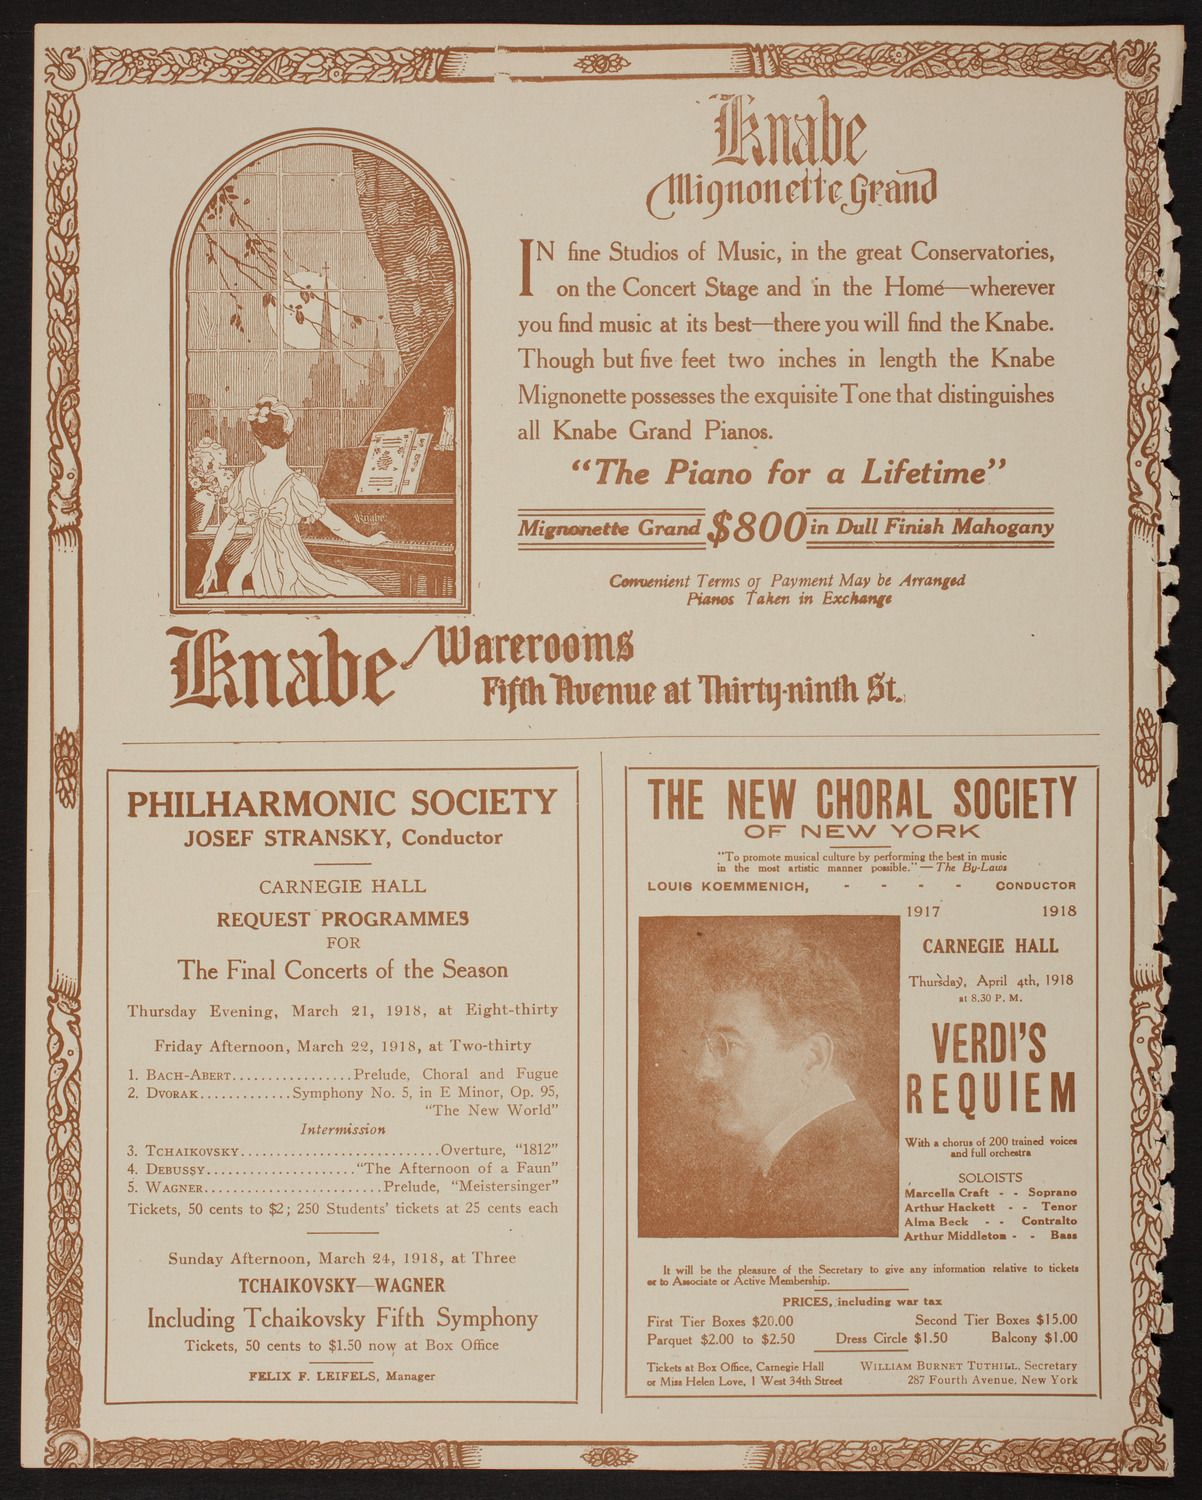 Knabe
Mignonette Grand
IN fine Studios of Music, in the great Conservatories,
on the Concert Stage and in the Home—wherever
you find music at its best—there you will find the Knabe.
Though but five feet two inches in length the Knabe
Mignonette possesses the exquisite Tone that distinguishes
all Knabe Grand Pianos.
"The Piano for a Lifetime"
Mignonette Grand $800 in Dull Finish Mahogany
Convenient Terms of Payment May be Arranged
Pianos Taken in Exchange
Knabe
Knabe Warerooms
Fifth Avenue at Thirty-ninth St.
PHILHARMONIC SOCIETY
JOSEF STRANSKY, Conductor
CARNEGIE HALL
REQUEST PROGRAMMES
FOR
The Final Concerts of the Season
Thursday Evening, March 21, 1918, at Eight-thirty
Friday Afternoon, March 22, 1918, at Two-thirty
1. BACH-ABERT................Prelude, Choral and Fugue
2. DVORAK.............Symphony No. 5, in E Minor, Op. 95,
"The New World"
Intermission
3. TCHAIKOVSKY...........................Overture, "1812"
4. DEBUSSY....................."The Afternoon of a Faun"
5. WAGNER.........................Prelude, "Meistersinger"
Tickets, 50 cents to $2; 250 Students' tickets at 25 cents each
Sunday Afternoon, March 24, 1918, at Three
TCHAIKOVSKY—WAGNER
Including Tchaikovsky Fifth Symphony
Tickets, 50 cents to $1.50 now at Box Office
FELIX F. LEIFELS, Manager
THE NEW CHORAL SOCIETY
OF NEW YORK
"To promote musical culture by performing the best in music
in the most artistic manner possible."—The By-Laws
LOUIS KOEMMENICH, - - - - CONDUCTOR
1917 1918
CARNEGIE HALL
Thursday, April 4th, 1918
at 8.30 P. M.
VERDI'S
REQUIEM
With a chorus of 200 trained voices
and full orchestra
SOLOISTS
Marcella Craft - - Soprano
Arthur Hackett - - Tenor
Alma Beck - - Contralto
Arthur Middleton - - Bass
It will be the pleasure of the Secretary to give any information relative to tickets
or to Associate or Active Membership.
PRICES, including war tax
First Tier Boxes $20.00 Second Tier Boxes $15.00
Parquet $2.00 to $2.50 Dress Circle $1.50 Balcony $1.00
Tickets at Box Office, Carnegie Hall
or Miss Helen Love, 1 West 34th Street
WILLIAM BURNET TUTHILL, Secretary
287 Fourth Avenue, New York